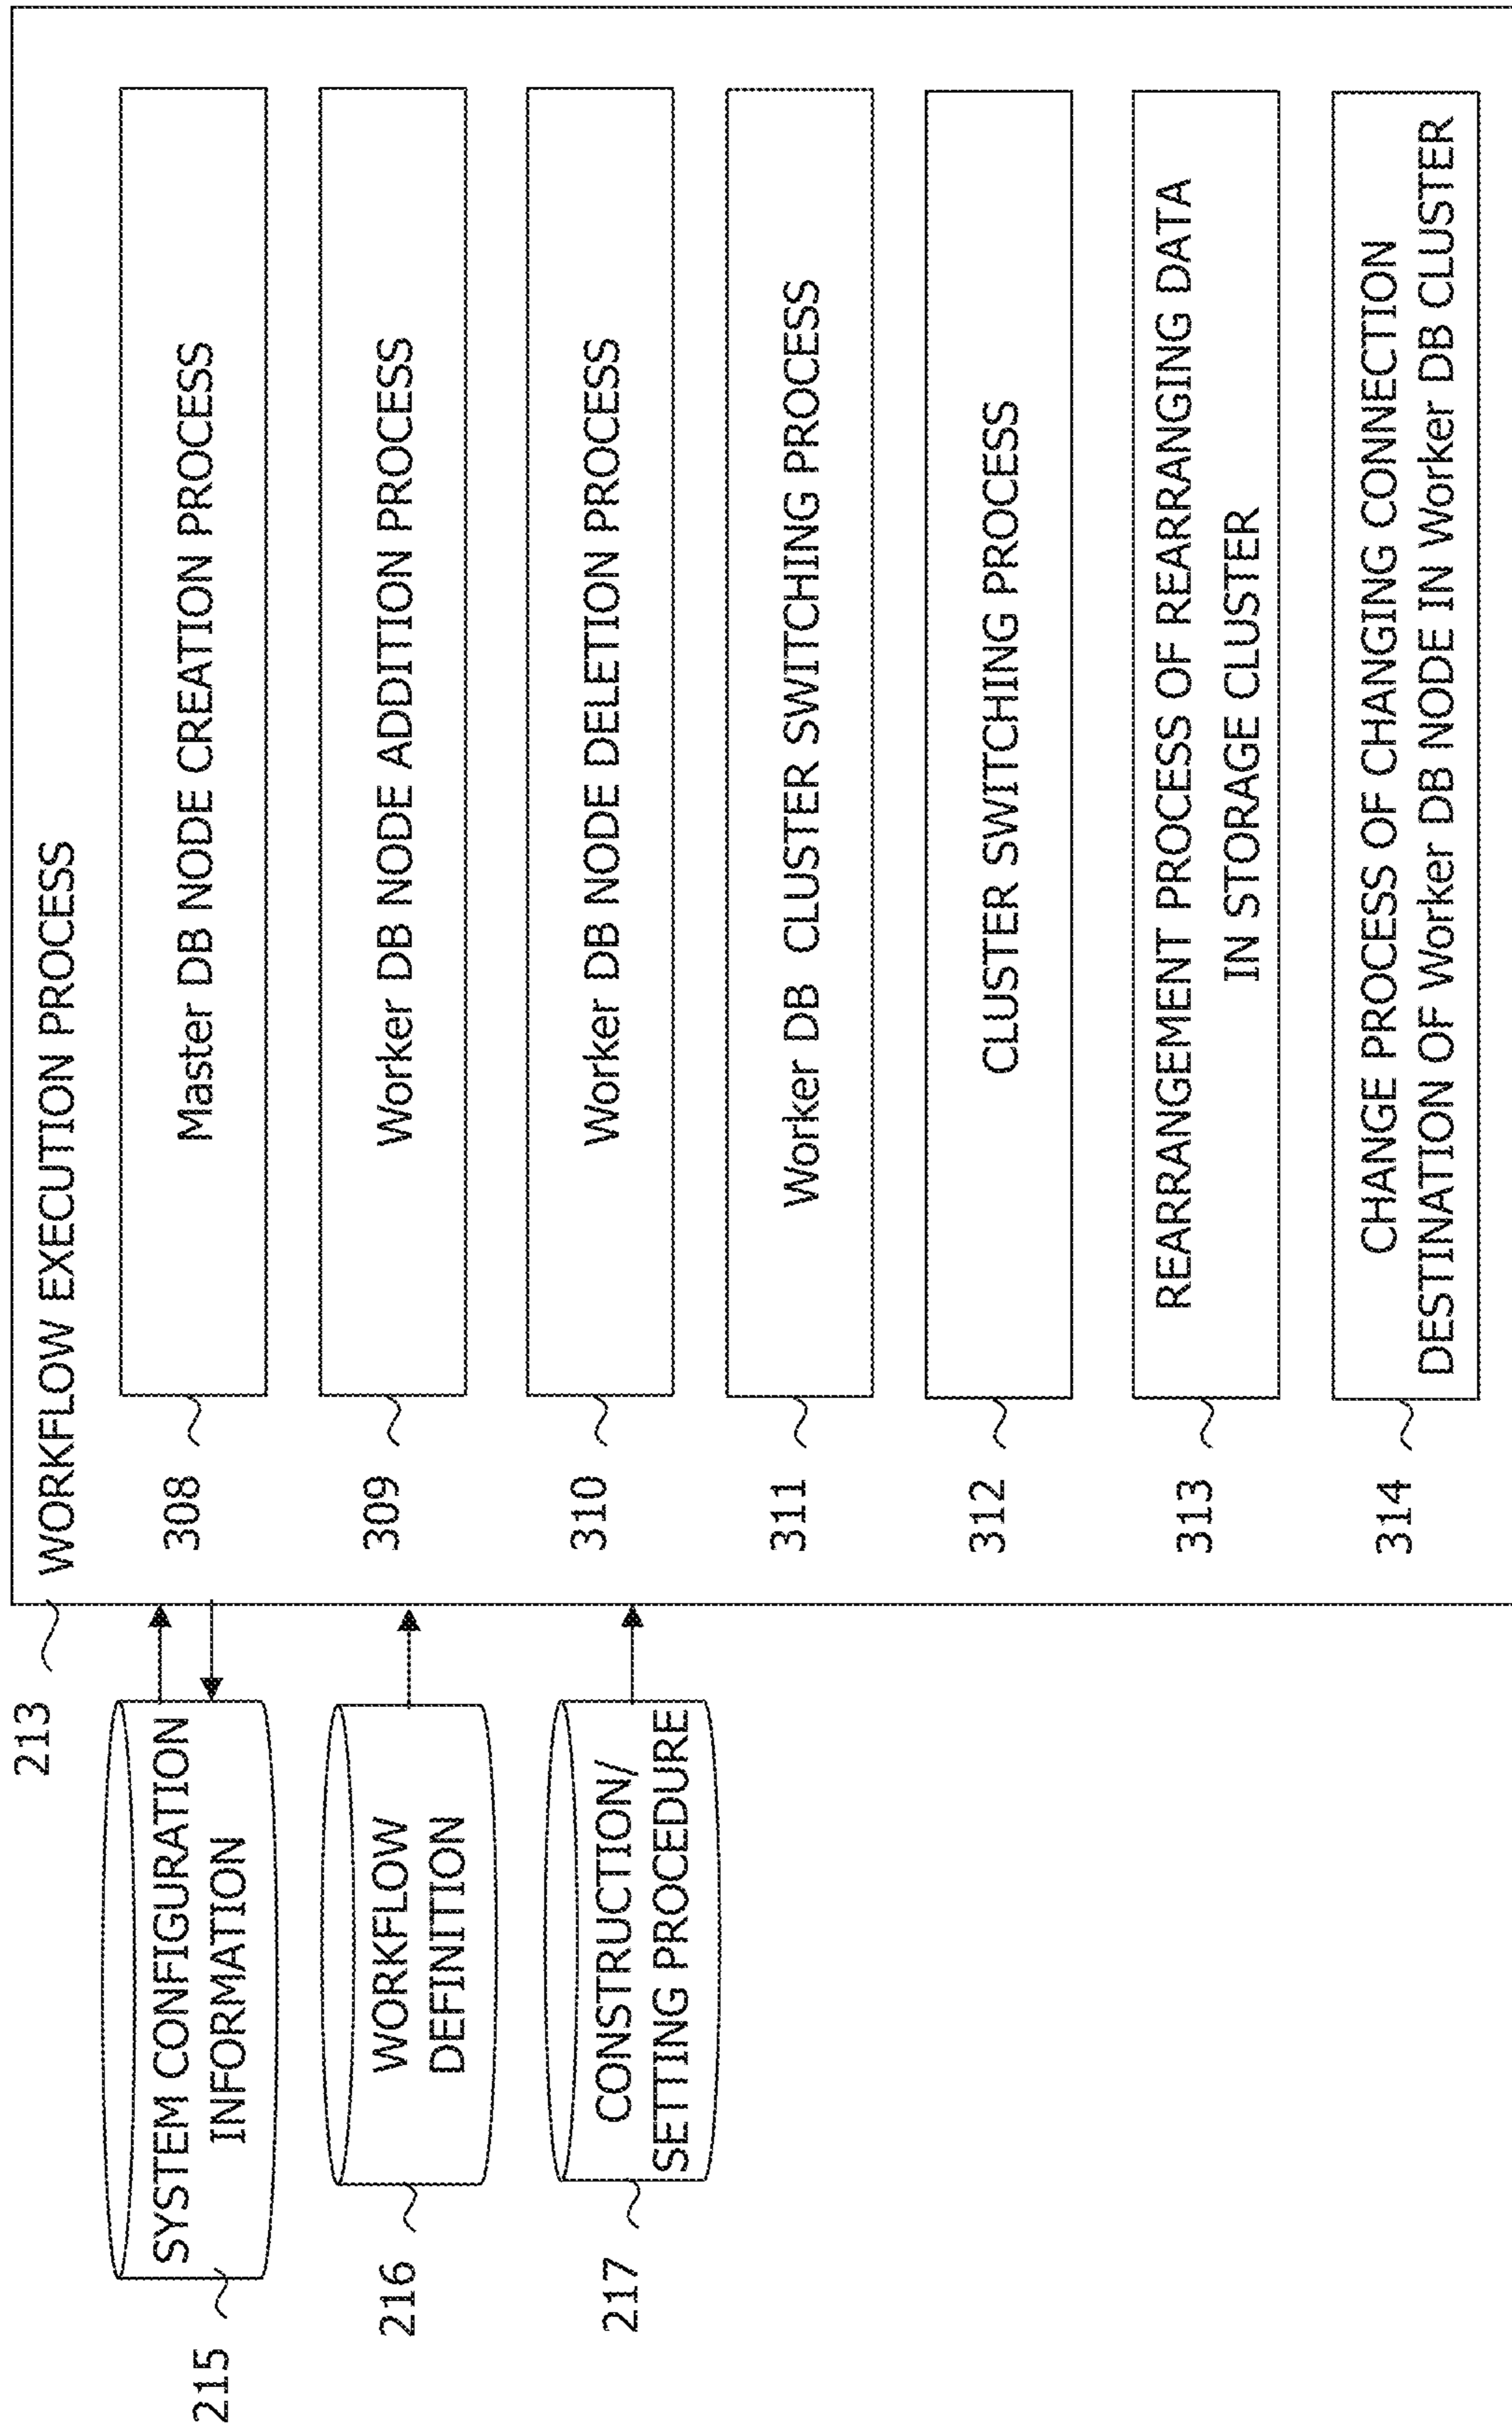 213
WORKFLOW EXECUTION PROCESS
215
SYSTEM CONFIGURATION
INFORMATION
216
WORKFLOW
DEFINITION
217
CONSTRUCTION/
SETTING PROCEDURE
308
Master DB NODE CREATION PROCESS
309
Worker DB NODE ADDITION PROCESS
310
Worker DB NODE DELETION PROCESS
311
Worker DB CLUSTER SWITCHING PROCESS
312
CLUSTER SWITCHING PROCESS
313
REARRANGEMENT PROCESS OF REARRANGING DATA
IN STORAGE CLUSTER
314
CHANGE PROCESS OF CHANGING CONNECTION
DESTINATION OF Worker DB NODE IN Worker DB CLUSTER